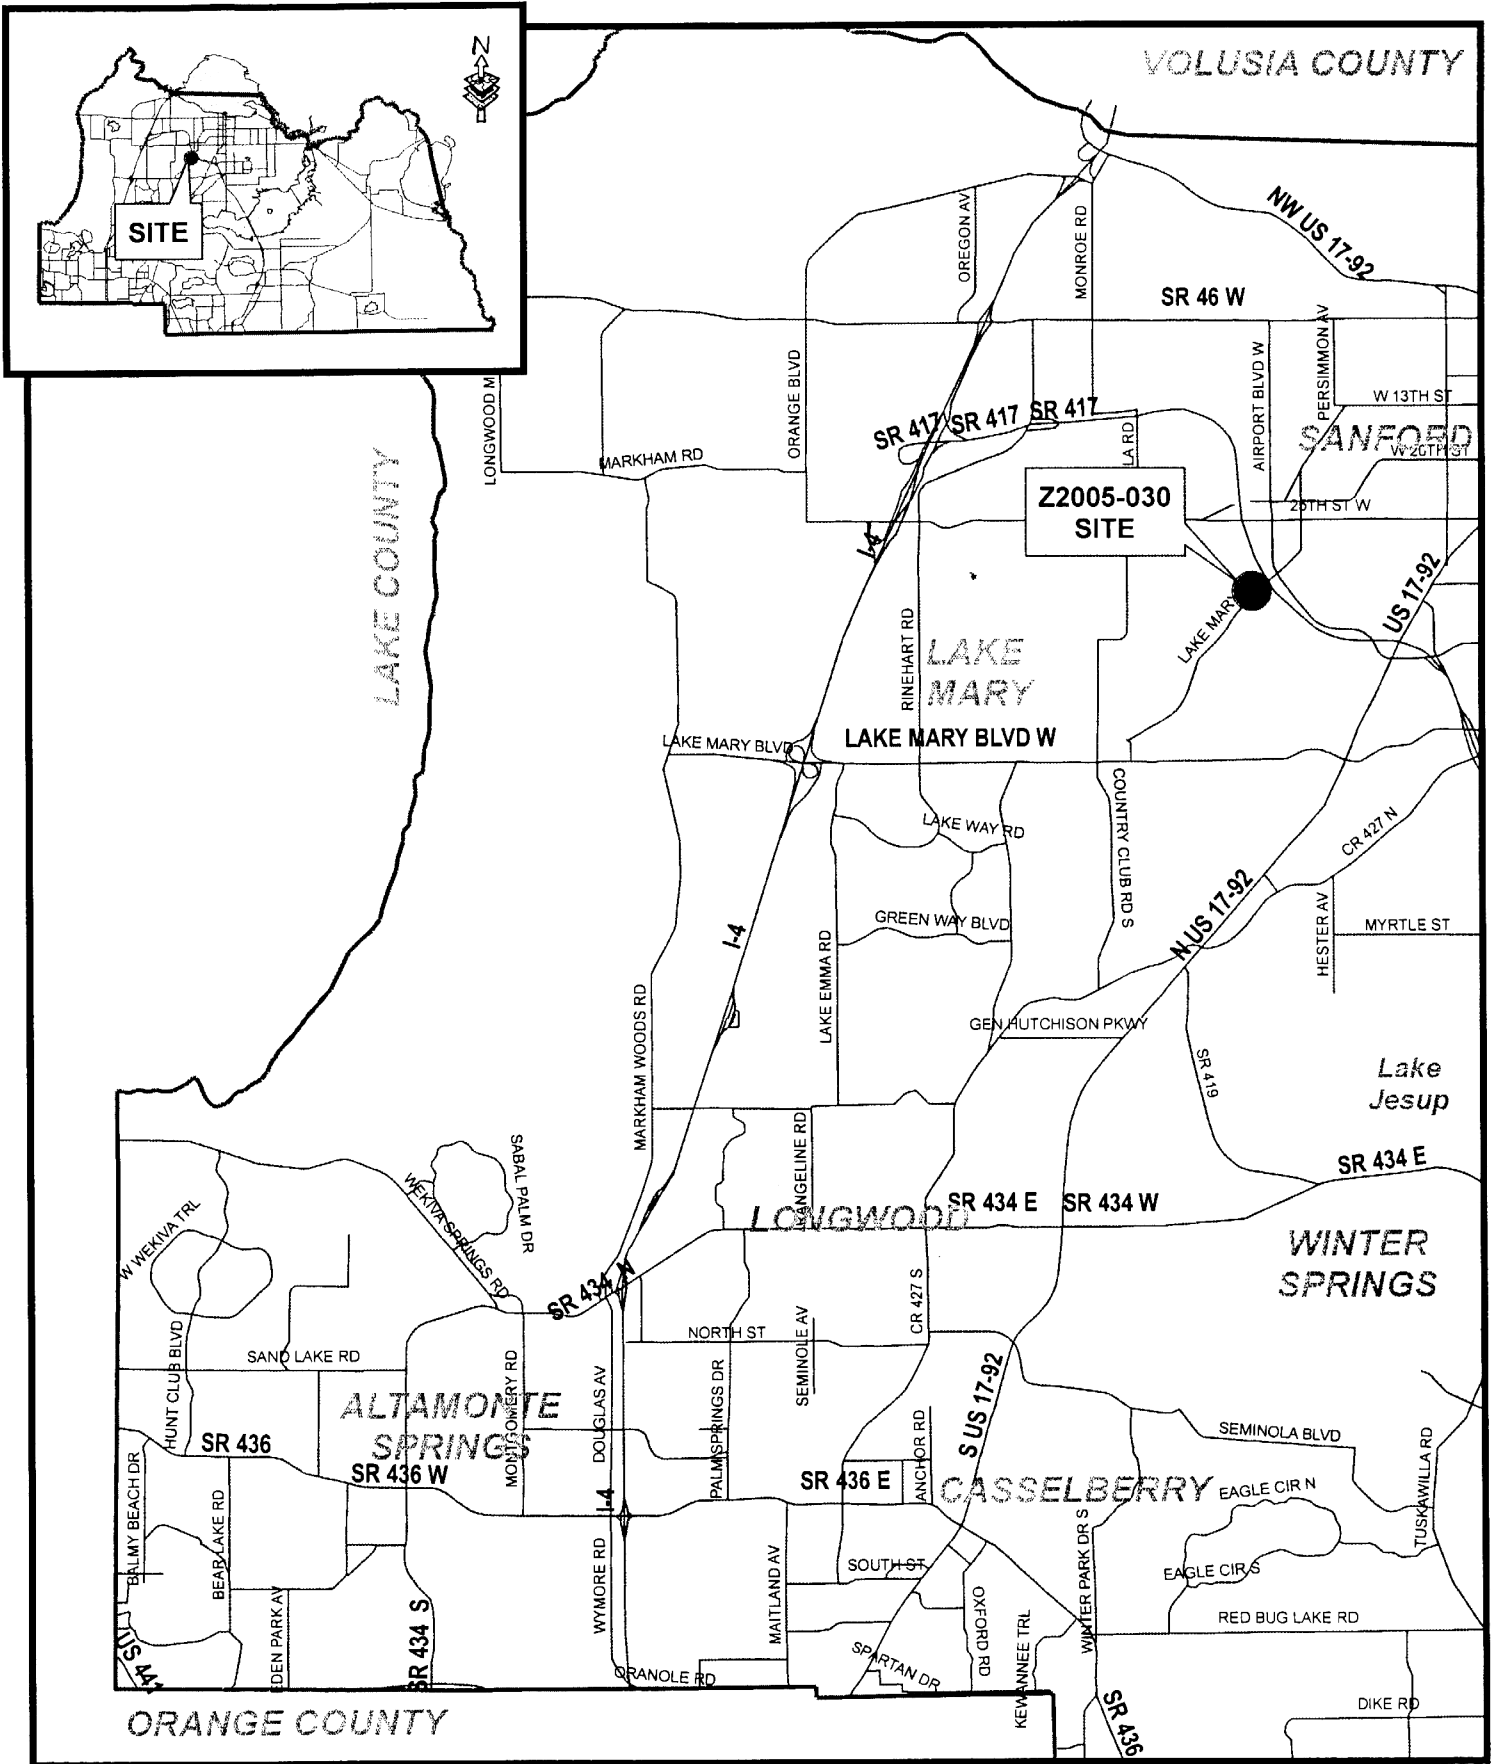 N
SITE
VOLUSIA COUNTY
OREGON AV
MONROE RD
NW US 17-92
SR 46 W
LONGWOOD M
ORANGE BLVD
AIRPORT BLVD W
PERSIMMON AV
W 13TH ST
SR 417
SR 417
SR 417
SANFORD
MARKHAM RD
LA RD
W 20TH ST
LAKE COUNTY
Z2005-030
SITE
25TH ST W
I-4
US 17-92
RINEHART RD
LAKE
MARY
LAKE MARY
LAKE MARY BLVD
LAKE MARY BLVD W
COUNTRY CLUB RD S
LAKE WAY RD
CR 427 N
N US 17-92
I-4
GREEN WAY BLVD
LAKE EMMA RD
HESTER AV
MYRTLE ST
MARKHAM WOODS RD
GEN HUTCHISON PKWY
SR 419
Lake
Jesup
SABAL PALM DR
WEKIVA SPRINGS RD
W WEKIVA TRL
RANGELINE RD
SR 434 E
LONGWOOD
SR 434 E
SR 434 W
WINTER
SPRINGS
SR 434 N
CR 427 S
HUNT CLUB BLVD
SAND LAKE RD
NORTH ST
SEMINOLE AV
MONTGOMERY RD
DOUGLAS AV
PALM SPRINGS DR
S US 17-92
ALTAMONTE
SPRINGS
ANCHOR RD
SEMINOLA BLVD
TUSKAWILLA RD
SR 436
SR 436 W
SR 436 E
CASSELBERRY
EAGLE CIR N
BALMY BEACH DR
BEAR LAKE RD
I-4
WYMORE RD
MAITLAND AV
SOUTH ST
WINTER PARK DR S
EAGLE CIR S
EDEN PARK AV
SR 434 S
OXFORD RD
KEWANNEE TRL
RED BUG LAKE RD
US 441
ORANOLE RD
SPARTAN DR
SR 436
DIKE RD
ORANGE COUNTY